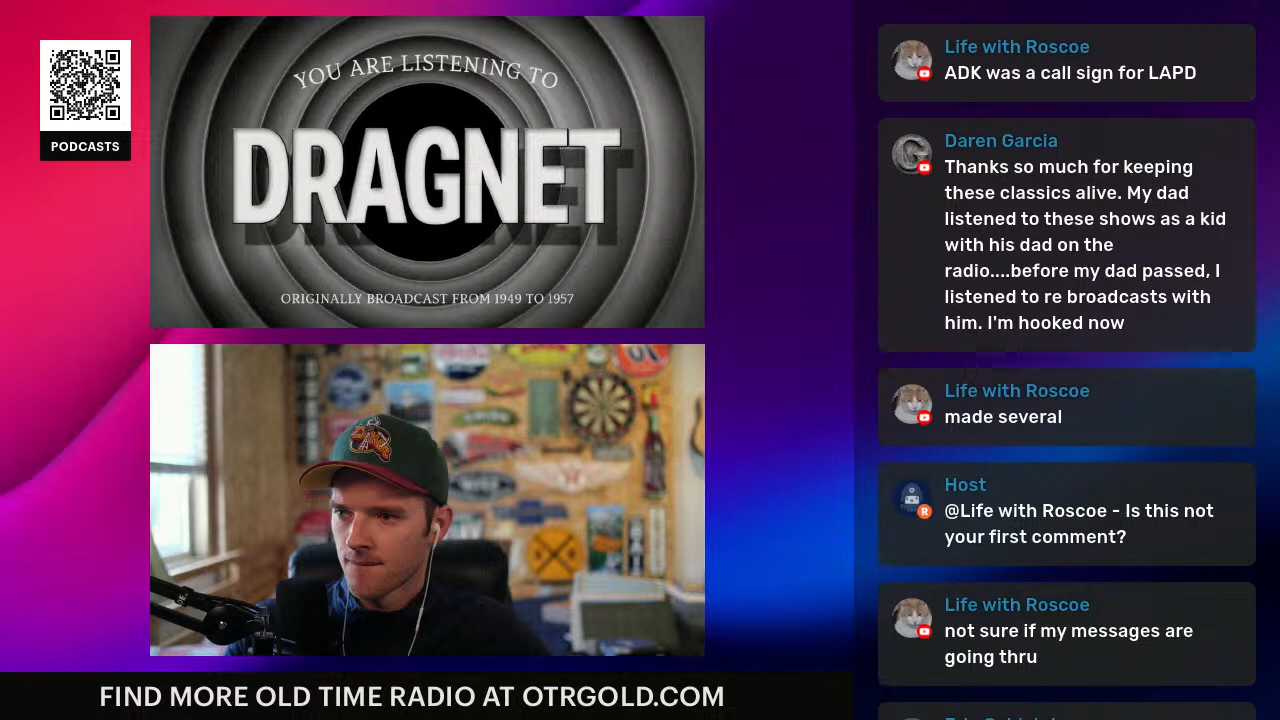 PODCASTS
YOU ARE LISTENING TO
DRAGNET
ORIGINALLY BROADCAST FROM 1949 TO 1957
FIND MORE OLD TIME RADIO AT OTRGOLD.COM
Life with Roscoe
ADK was a call sign for LAPD
Daren Garcia
Thanks so much for keeping
these classics alive. My dad
listened to these shows as a kid
with his dad on the
radio....before my dad passed, I
listened to re broadcasts with
him. I'm hooked now
Life with Roscoe
made several
Host
@Life with Roscoe - Is this not
your first comment?
Life with Roscoe
not sure if my messages are
going thru